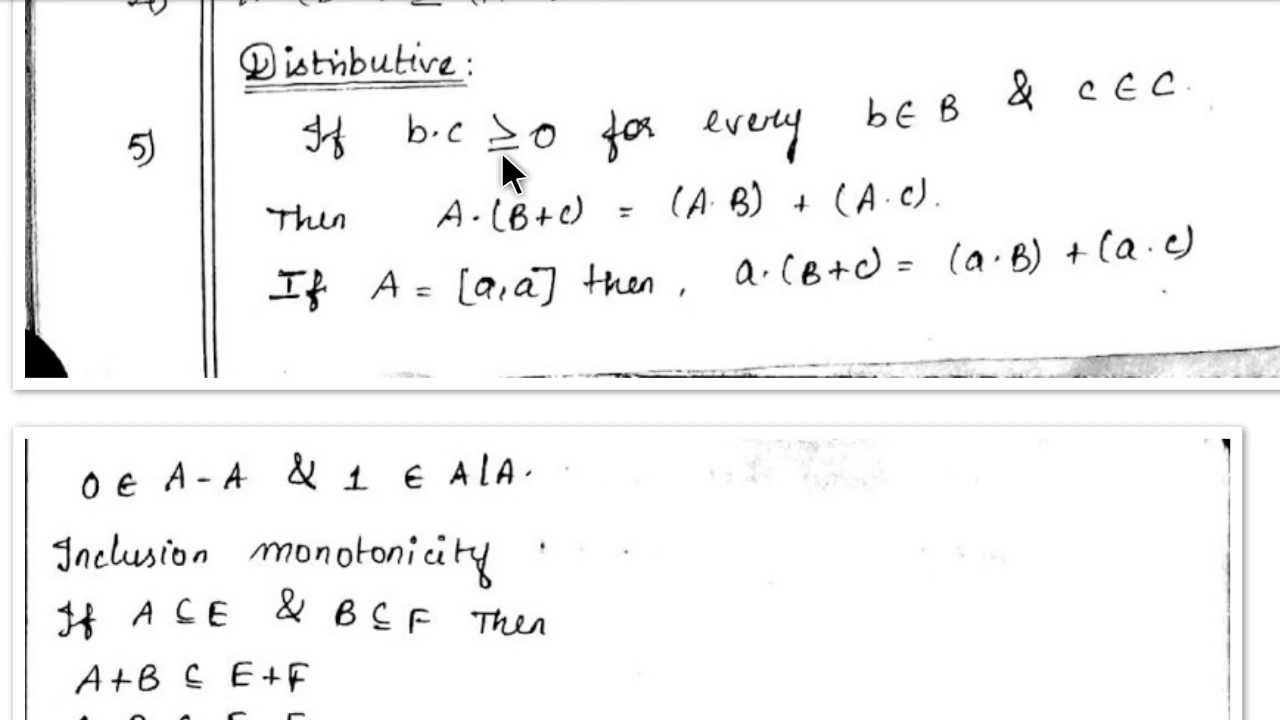 Distributive:
5) If b.c ≥ 0 for every b ∈ B & c ∈ C.
Then A.(B+C) = (A.B) + (A.C).
If A = [a,a] then, a.(B+C) = (a.B) + (a.C)
0 ∈ A-A & 1 ∈ A/A.
Inclusion monotonicity
If A ⊆ E & B ⊆ F Then
A+B ⊆ E+F